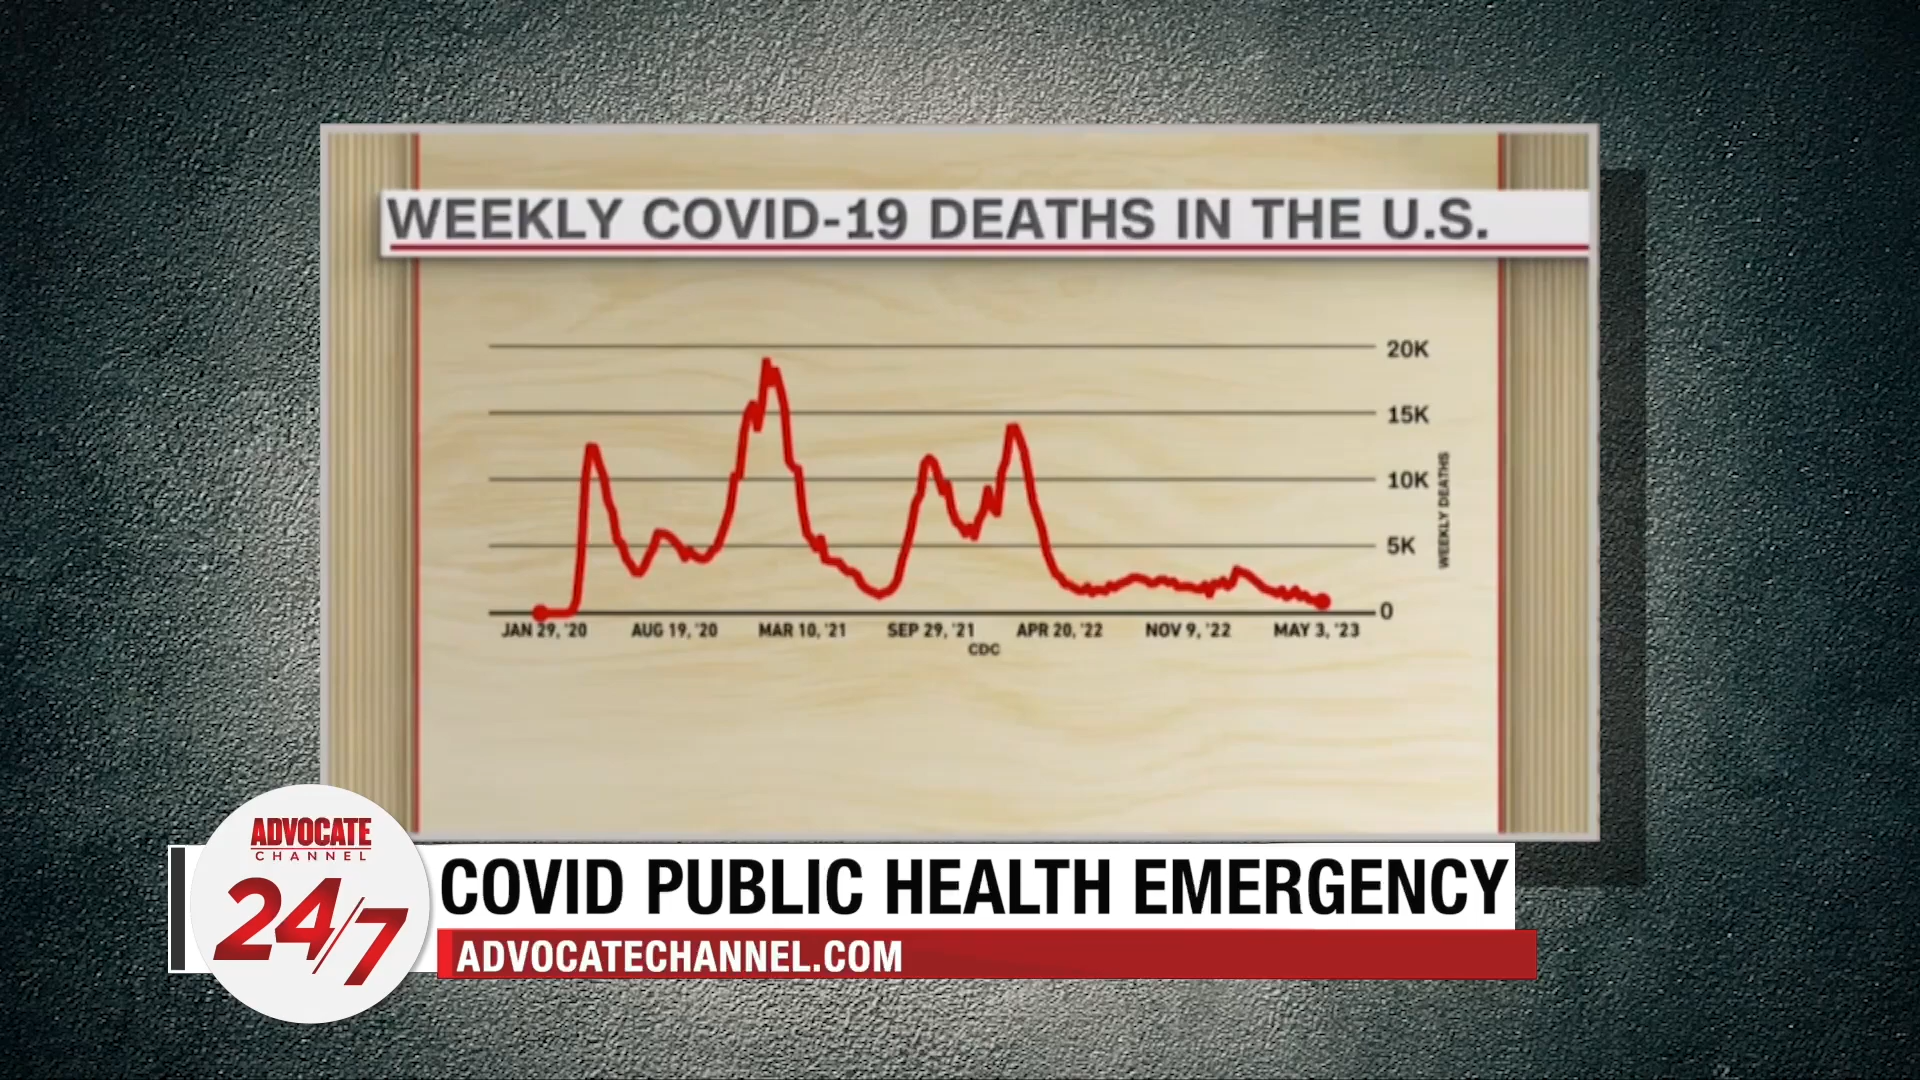 WEEKLY COVID-19 DEATHS IN THE U.S.
20K
15K
10K
5K
0
WEEKLY DEATHS
JAN 29, '20 AUG 19, '20 MAR 10, '21 SEP 29, '21 APR 20, '22 NOV 9, '22 MAY 3, '23
CDC
ADVOCATE
CHANNEL
24/7
COVID PUBLIC HEALTH EMERGENCY
ADVOCATECHANNEL.COM